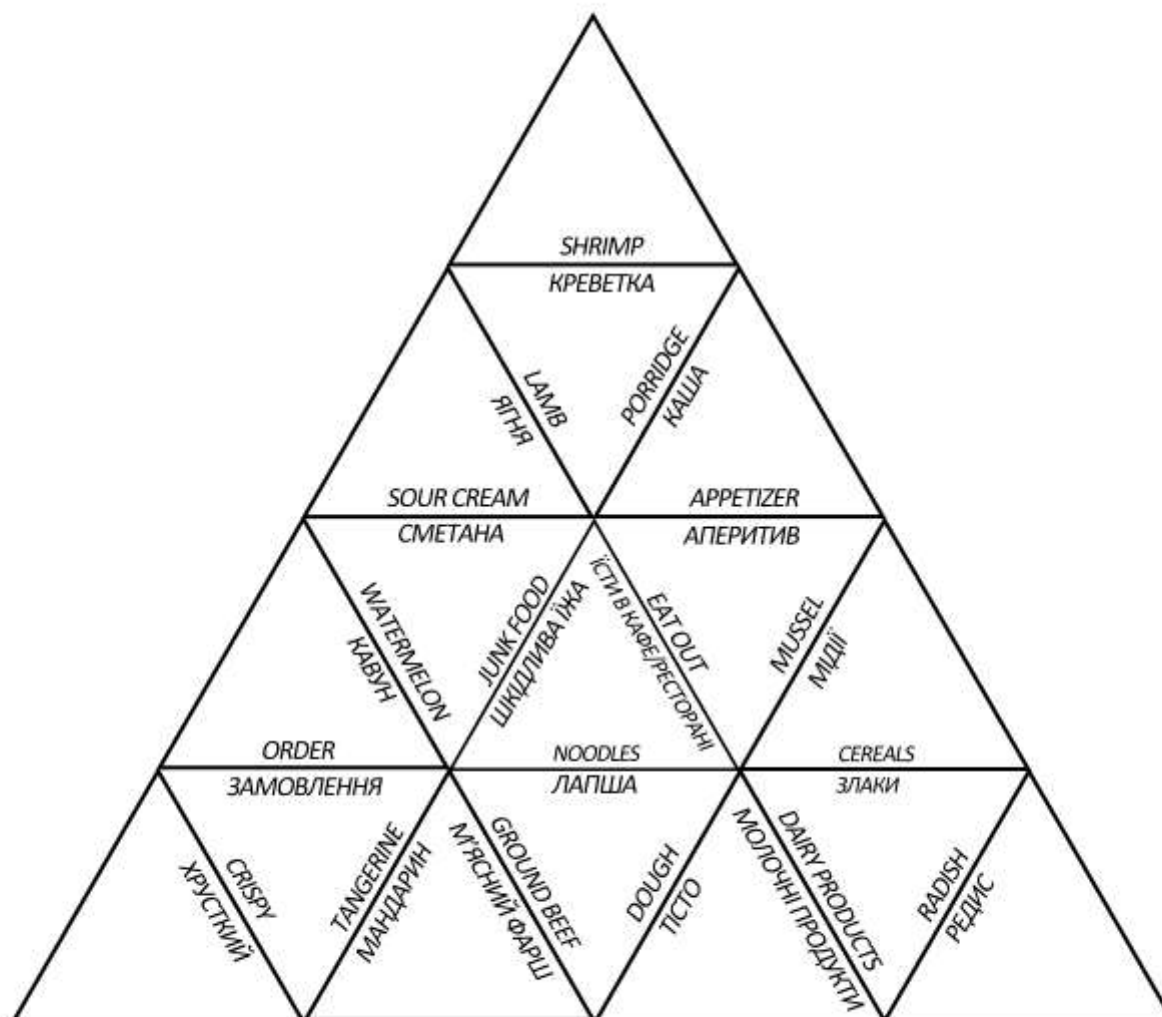 SHRIMP
КРЕВЕТКА
LAMB
ЯГНЯ
PORRIDGE
КАША
SOUR CREAM
СМЕТАНА
APPETIZER
АПЕРИТИВ
WATERMELON
КАВУН
JUNK FOOD
ШКІДЛИВА ЇЖА
EAT OUT
ЇСТИ В КАФЕ/РЕСТОРАНІ
MUSSEL
МІДІЇ
ORDER
ЗАМОВЛЕННЯ
NOODLES
ЛАПША
CEREALS
ЗЛАКИ
CRISPY
ХРУСТКИЙ
TANGERINE
МАНДАРИН
GROUND BEEF
М'ЯСНИЙ ФАРШ
DOUGH
ТІСТО
DAIRY PRODUCTS
МОЛОЧНІ ПРОДУКТИ
RADISH
РЕДИС